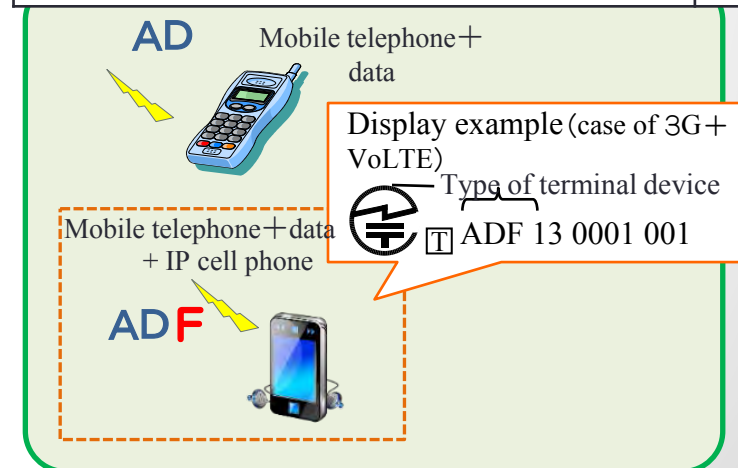 AD
Mobile telephone＋
data
Display example（case of 3G＋
VoLTE）
Type of terminal device
T ADF 13 0001 001
Mobile telephone＋data
+ IP cell phone
ADF